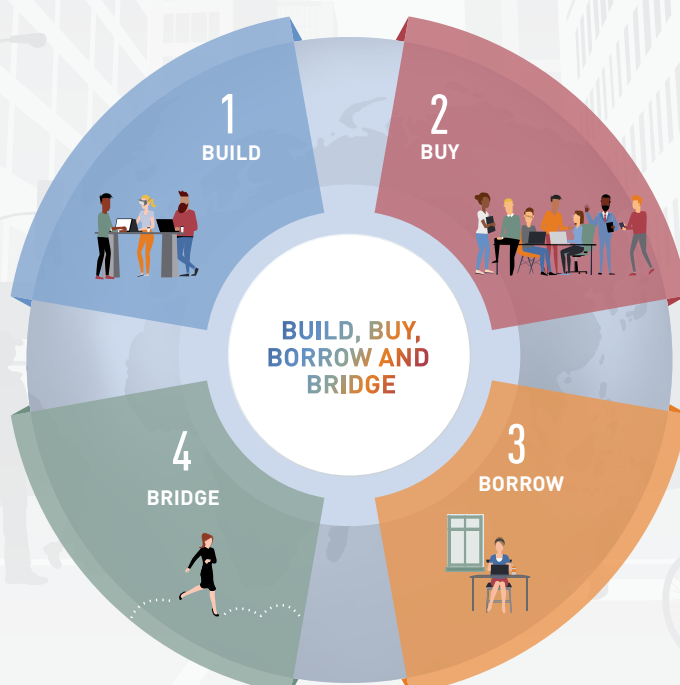 1
BUILD
2
BUY
BUILD, BUY,
BORROW AND
BRIDGE
4
BRIDGE
3
BORROW